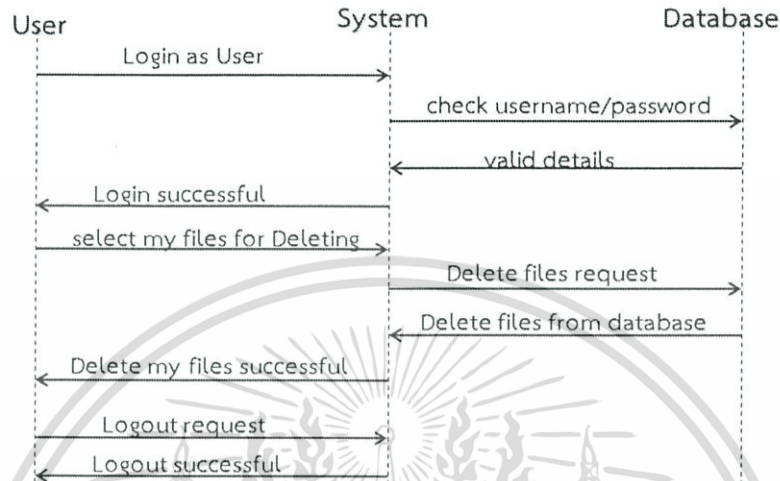 User System Database
Login as User
check username/password
valid details
Login successful
select my files for Deleting
Delete files request
Delete files from database
Delete my files successful
Logout request
Logout successful